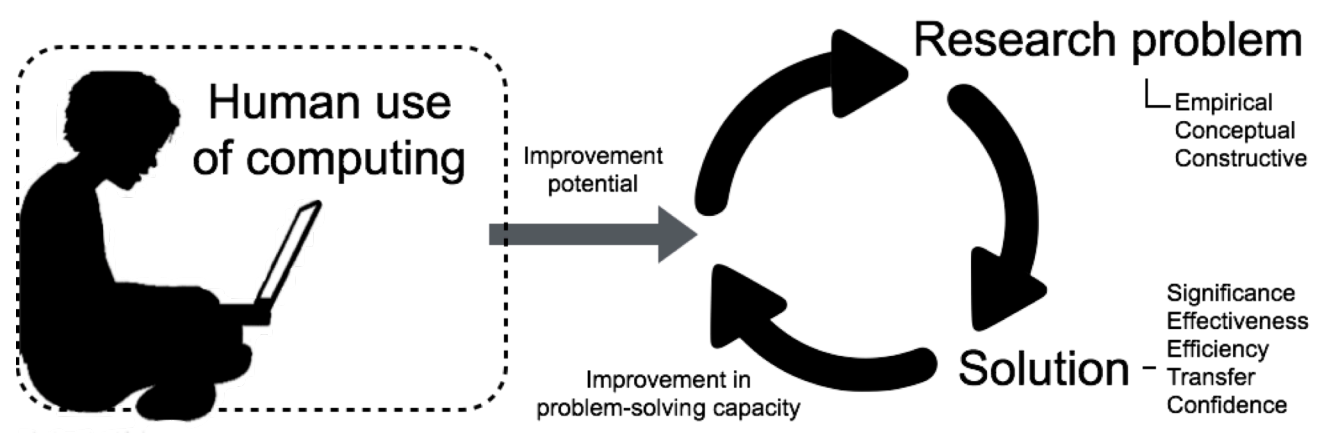 Human use
of computing
Improvement
potential
Research problem
Empirical
Conceptual
Constructive
Solution
Significance
Effectiveness
Efficiency
Transfer
Confidence
Improvement in
problem-solving capacity